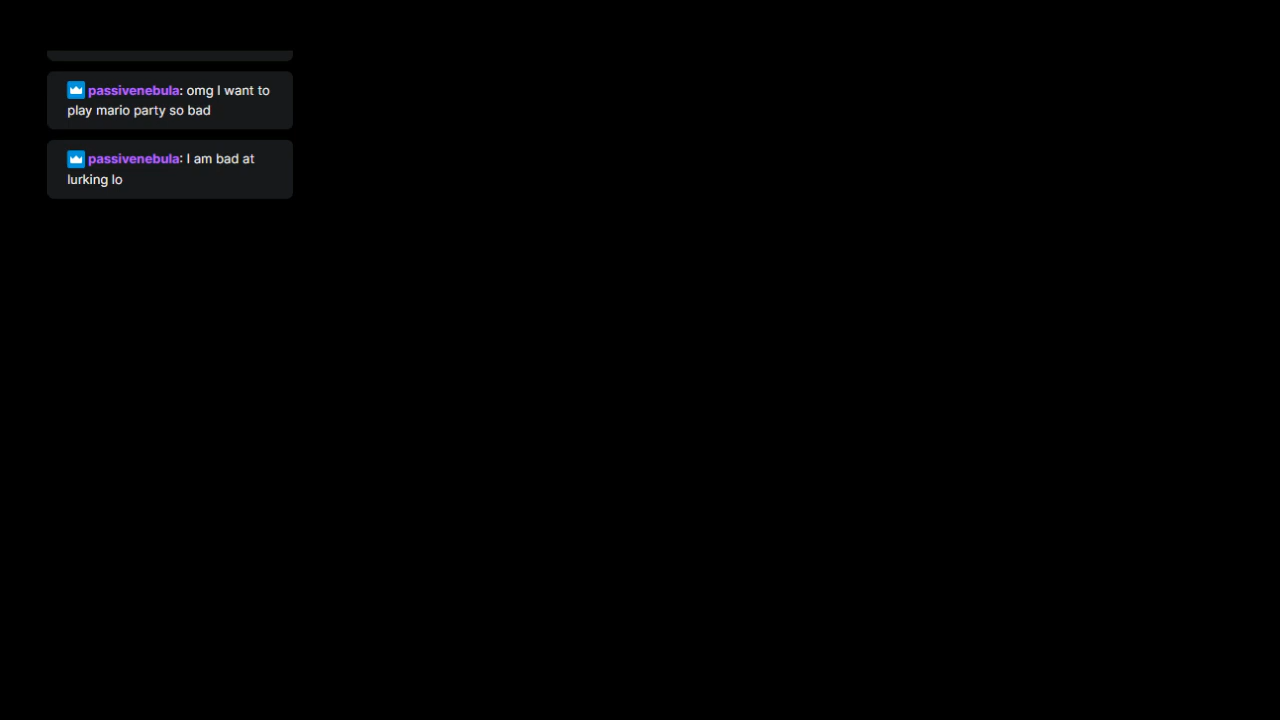 passivenebula: omg I want to
play mario party so bad
passivenebula: I am bad at
lurking lo